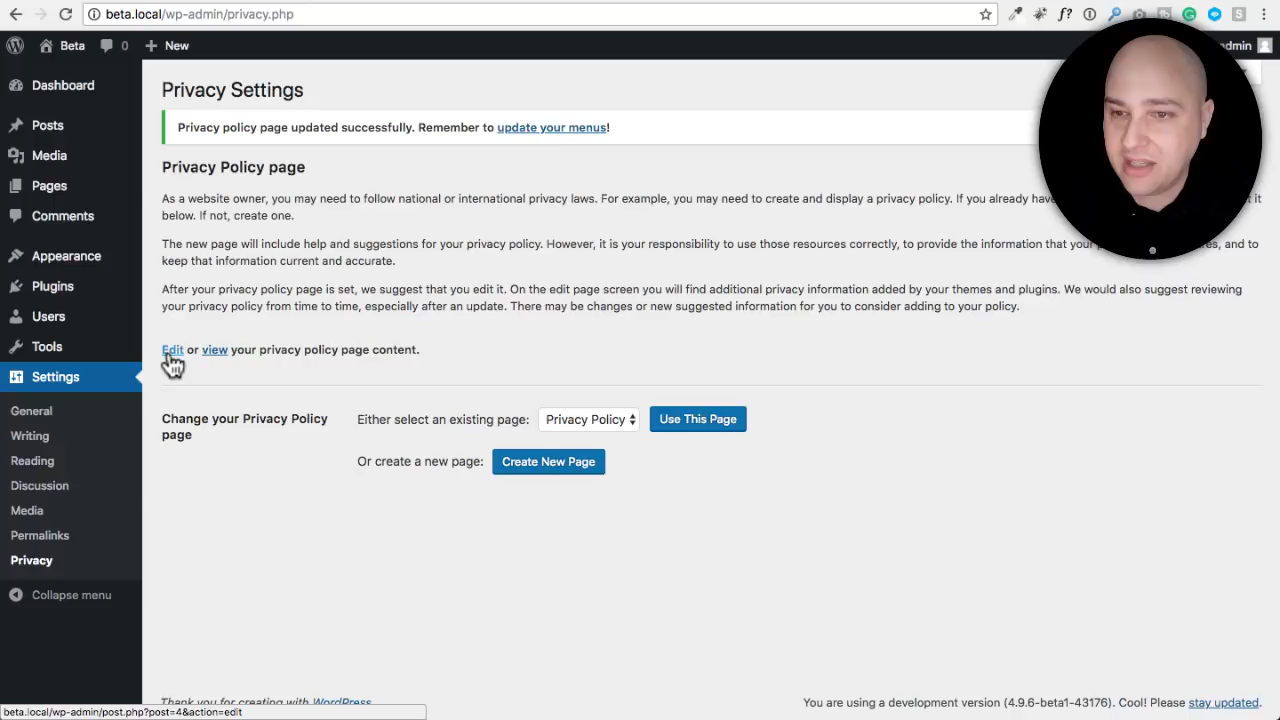 beta.local/wp-admin/privacy.php
Beta 0 New
dmin
Dashboard
Posts
Media
Pages
Comments
Appearance
Plugins
Users
Tools
Settings
General
Writing
Reading
Discussion
Media
Permalinks
Privacy
Collapse menu
Privacy Settings
Privacy policy page updated successfully. Remember to update your menus!
Privacy Policy page
As a website owner, you may need to follow national or international privacy laws. For example, you may need to create and display a privacy policy. If you already have it
below. If not, create one.
The new page will include help and suggestions for your privacy policy. However, it is your responsibility to use those resources correctly, to provide the information that your and to
keep that information current and accurate.
After your privacy policy page is set, we suggest that you edit it. On the edit page screen you will find additional privacy information added by your themes and plugins. We would also suggest reviewing
your privacy policy from time to time, especially after an update. There may be changes or new suggested information for you to consider adding to your policy.
Edit or view your privacy policy page content.
Change your Privacy Policy
page
Either select an existing page: Privacy Policy Use This Page
Or create a new page: Create New Page
Thank you for creating with WordPress.
You are using a development version (4.9.6-beta1-43176). Cool! Please stay updated.
beta.local/wp-admin/post.php?post=4&action=edit